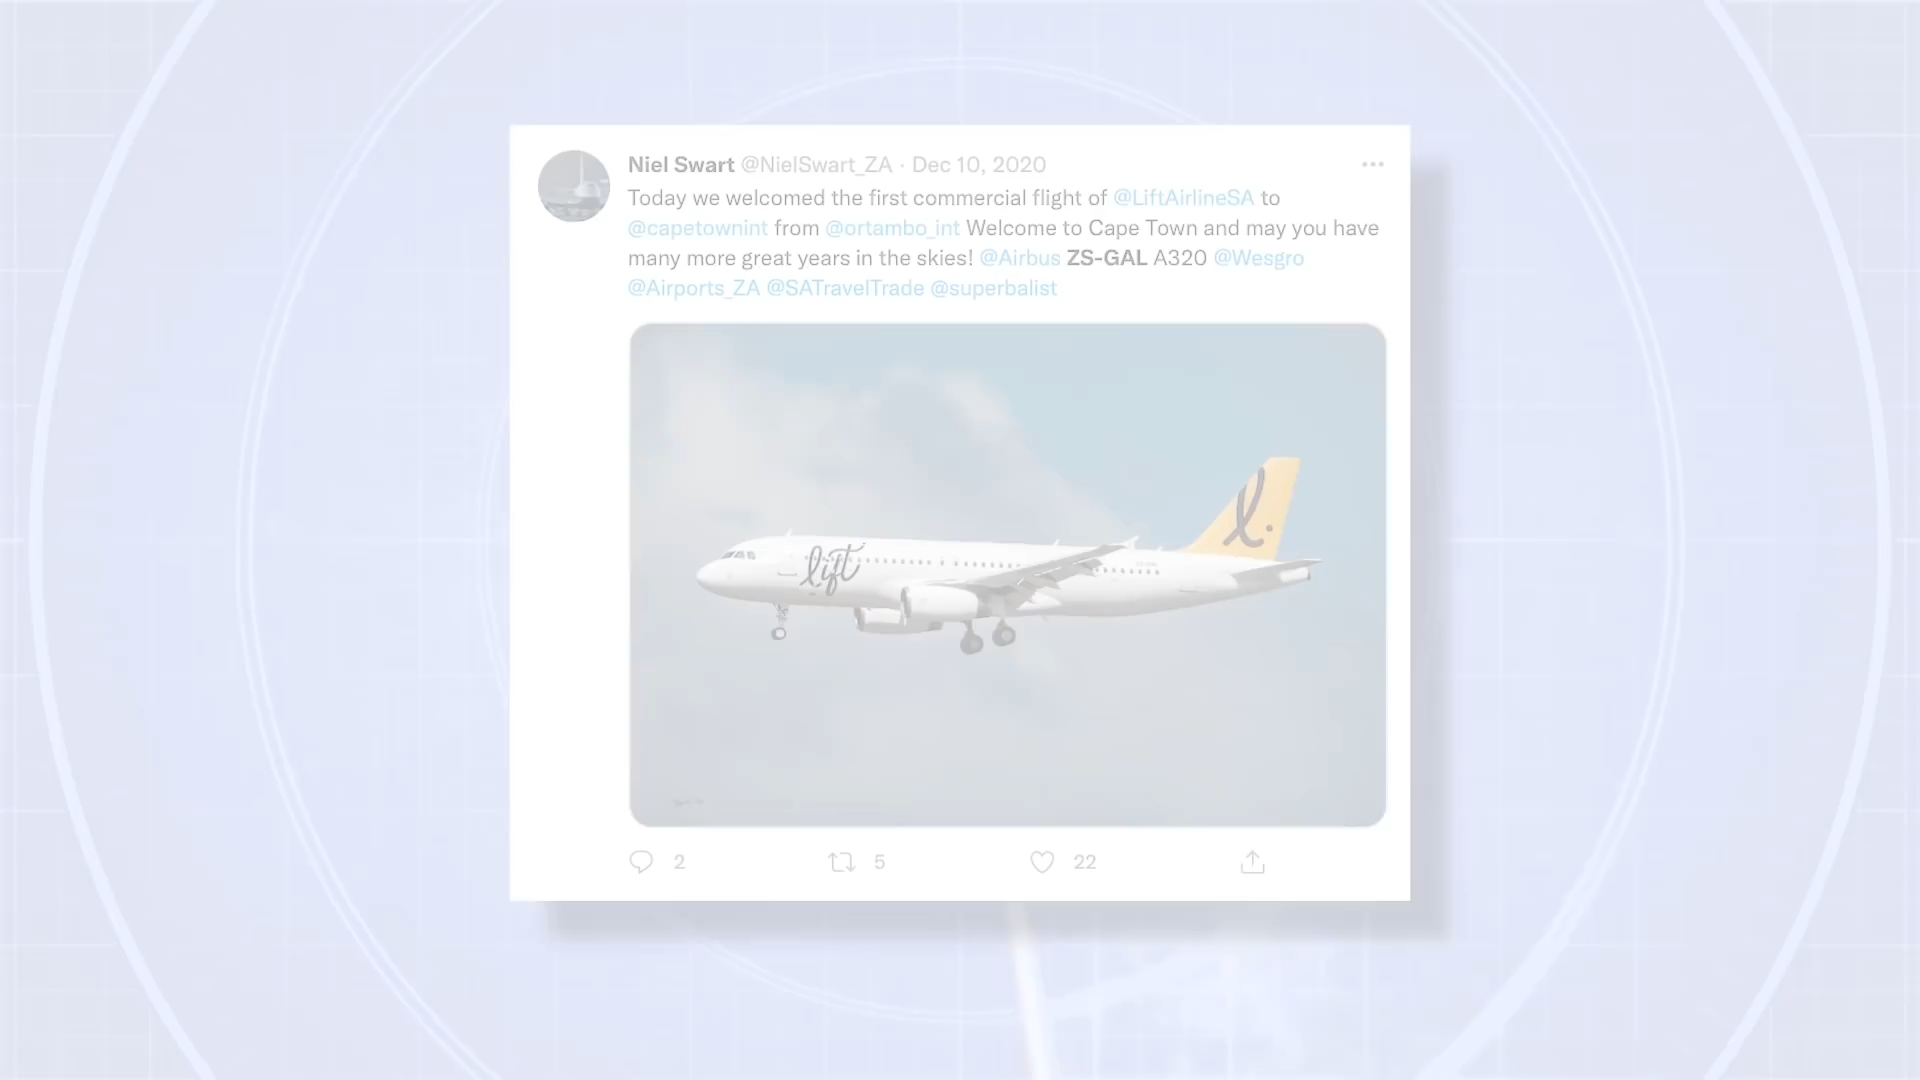 Niel Swart @NielSwart_ZA · Dec 10, 2020
Today we welcomed the first commercial flight of @LiftAirlineSA to
@capetownint from @ortambo_int Welcome to Cape Town and may you have
many more great years in the skies! @Airbus ZS-GAL A320 @Wesgro
@Airports_ZA @SATravelTrade @superbalist
l.
lift
2
5
22